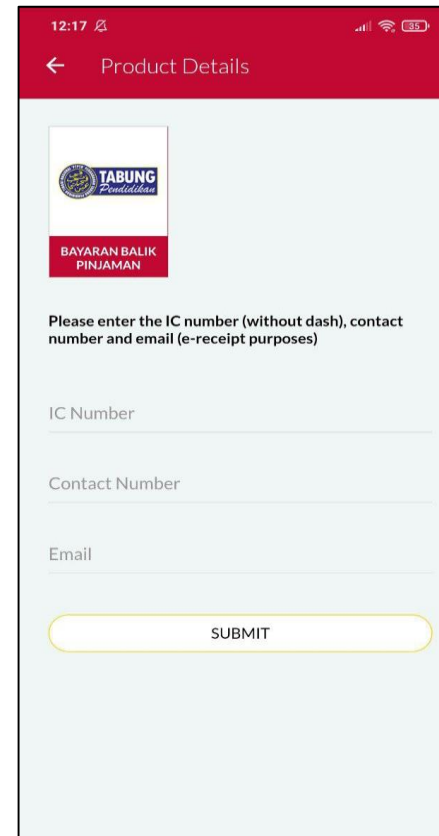 12:17
35
Product Details
TABUNG
Pendidikan
BAYARAN BALIK
PINJAMAN
Please enter the IC number (without dash), contact
number and email (e-receipt purposes)
IC Number
Contact Number
Email
SUBMIT